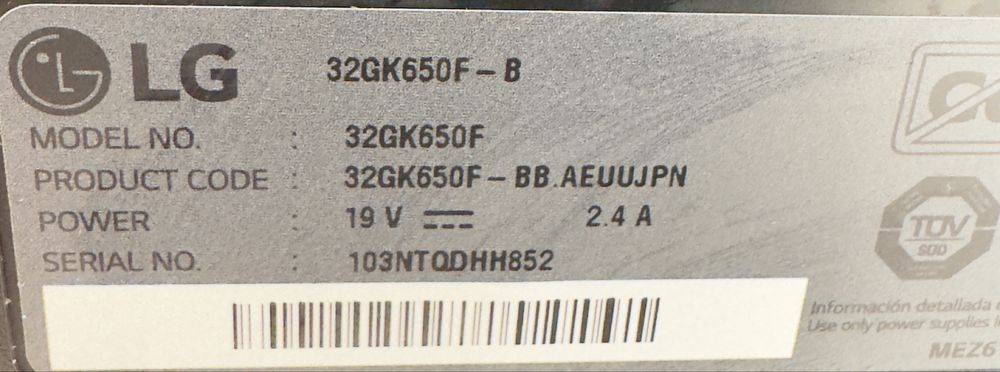 LG 32GK650F-B
MODEL NO. : 32GK650F
PRODUCT CODE : 32GK650F-BB.AEUUJPN
POWER : 19 V 2.4 A
SERIAL NO. : 103NTQDHH852
TÜV
SÜD
Información detallada
Use only power supplies